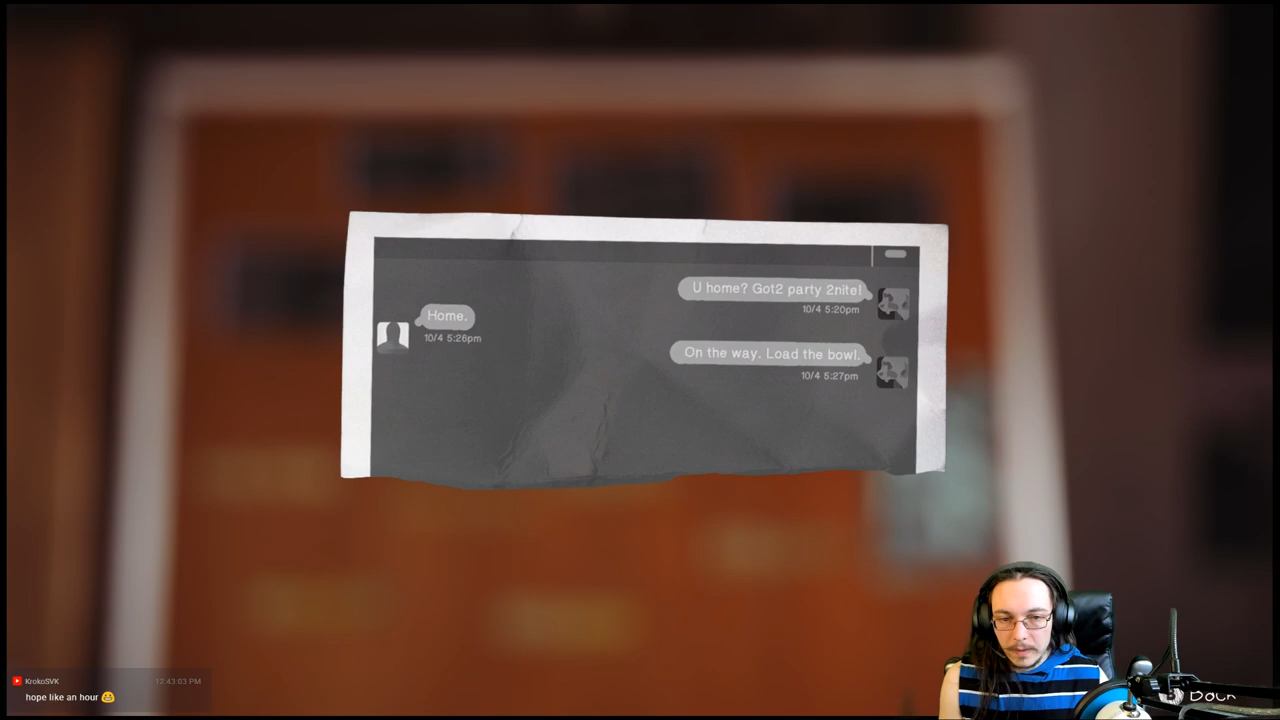 U home? Got2 party 2nite!
10/4 5:20pm
Home.
10/4 5:26pm
On the way. Load the bowl.
10/4 5:27pm
KrokoSVK
12:43:03 PM
hope like an hour 😀
Back